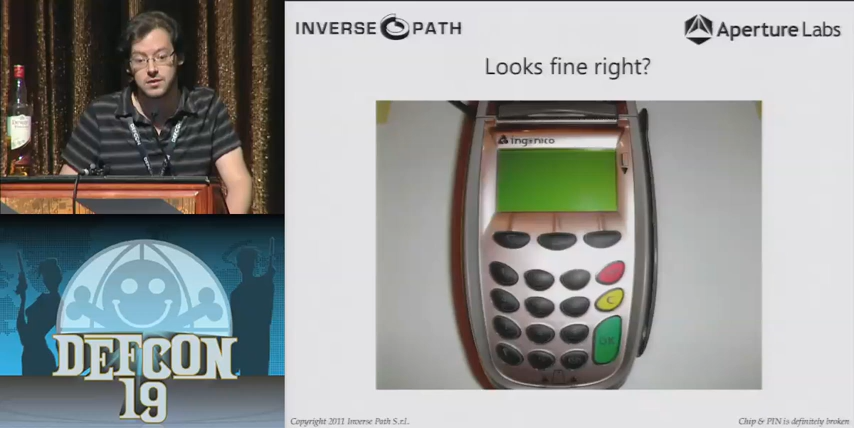 INVERSE PATH
Aperture Labs
Looks fine right?
ingenico
C
OK
DEFCON
19
Copyright 2011 Inverse Path S.r.l.
Chip & PIN is definitely broken